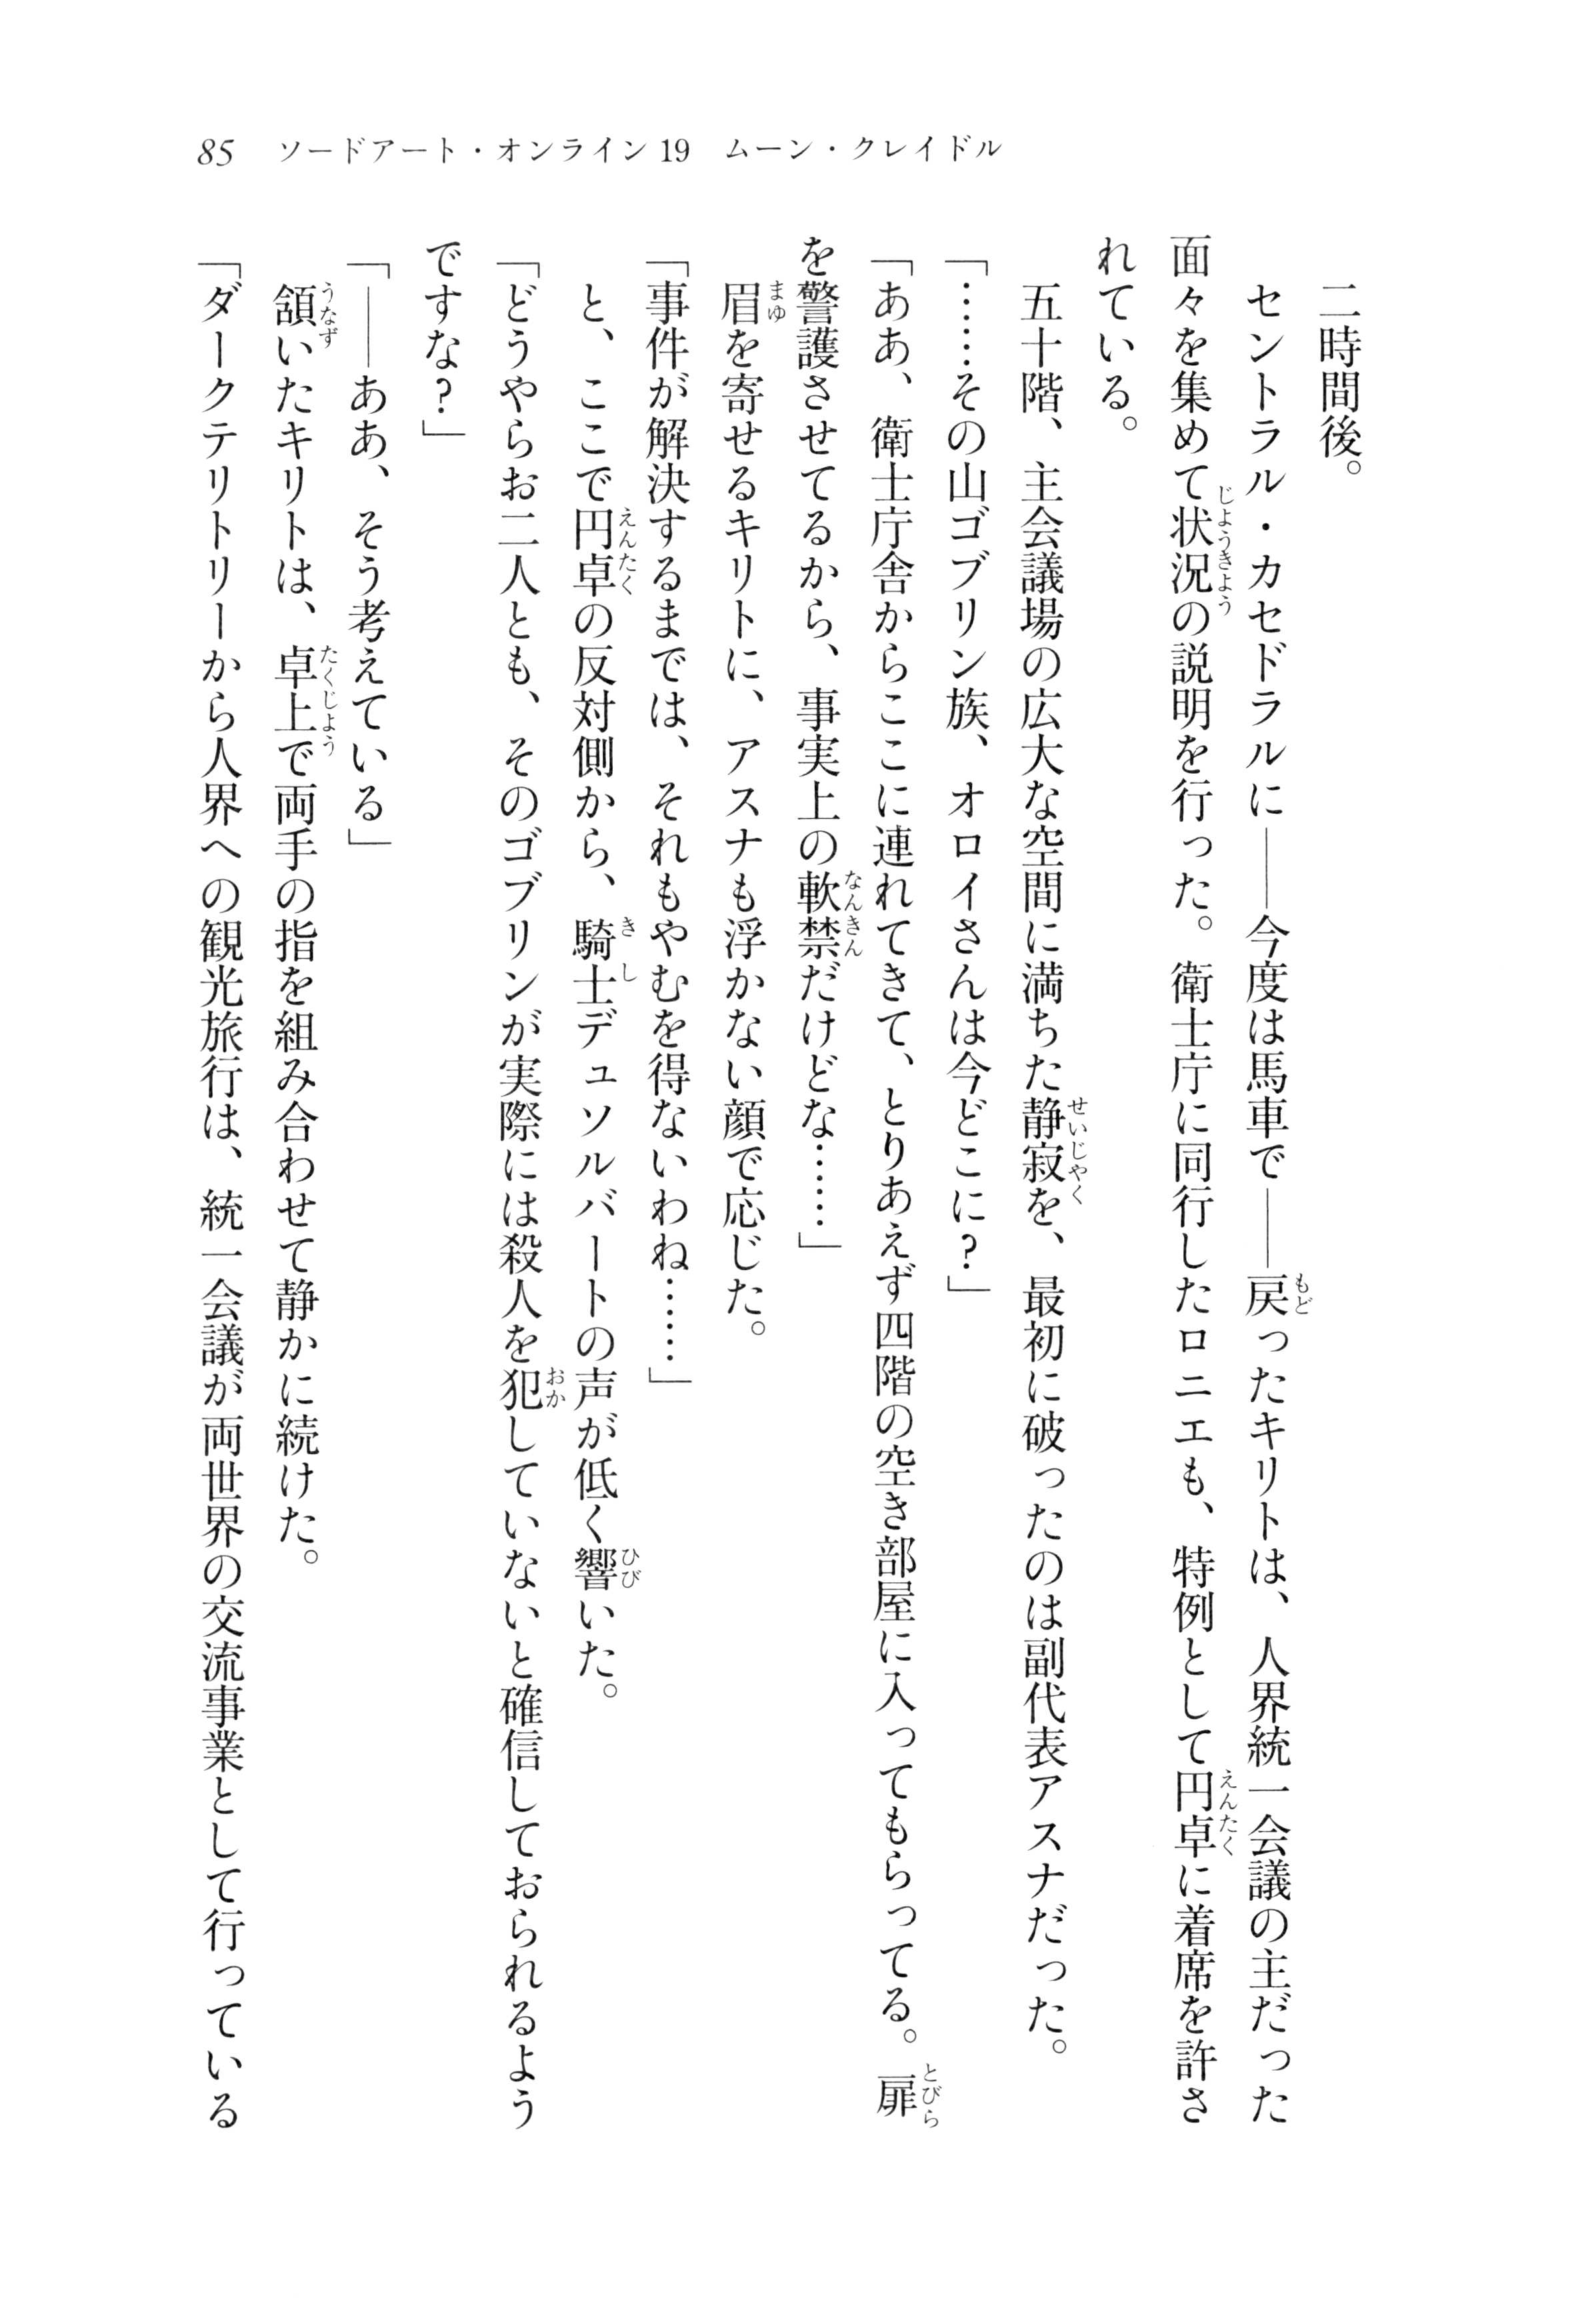 85　ソードアート・オンライン19　ムーン・クレイドル
二時間後。
セントラル・カセドラルに――今度は馬車で――戻ったキリトは、人界統一会議の主だった
面々を集めて状況の説明を行った。衛士庁に同行したロニエも、特例として円卓に着席を許さ
れている。
五十階、主会議場の広大な空間に満ちた静寂を、最初に破ったのは副代表アスナだった。
「……その山ゴブリン族、オロイさんは今どこに？」
「ああ、衛士庁舎からここに連れてきて、とりあえず四階の空き部屋に入ってもらってる。扉
を警護させてるから、事実上の軟禁だけどな……」
眉を寄せるキリトに、アスナも浮かない顔で応じた。
「事件が解決するまでは、それもやむを得ないわね……」
と、ここで円卓の反対側から、騎士デュソルバートの声が低く響いた。
「どうやらお二人とも、そのゴブリンが実際には殺人を犯していないと確信しておられるよう
ですな？」
「――ああ、そう考えている」
頷いたキリトは、卓上で両手の指を組み合わせて静かに続けた。
「ダークテリトリーから人界への観光旅行は、統一会議が両世界の交流事業として行っている